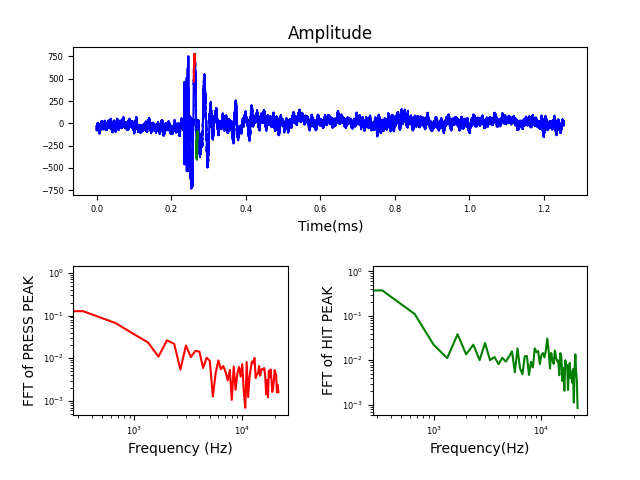 Amplitude
750
500
250
0
−250
−500
−750
0.0 0.2 0.4 0.6 0.8 1.0 1.2
Time(ms)
FFT of PRESS PEAK
10⁰
10⁻¹
10⁻²
10⁻³
10³ 10⁴
Frequency (Hz)
FFT of HIT PEAK
10⁰
10⁻¹
10⁻²
10⁻³
10³ 10⁴
Frequency(Hz)